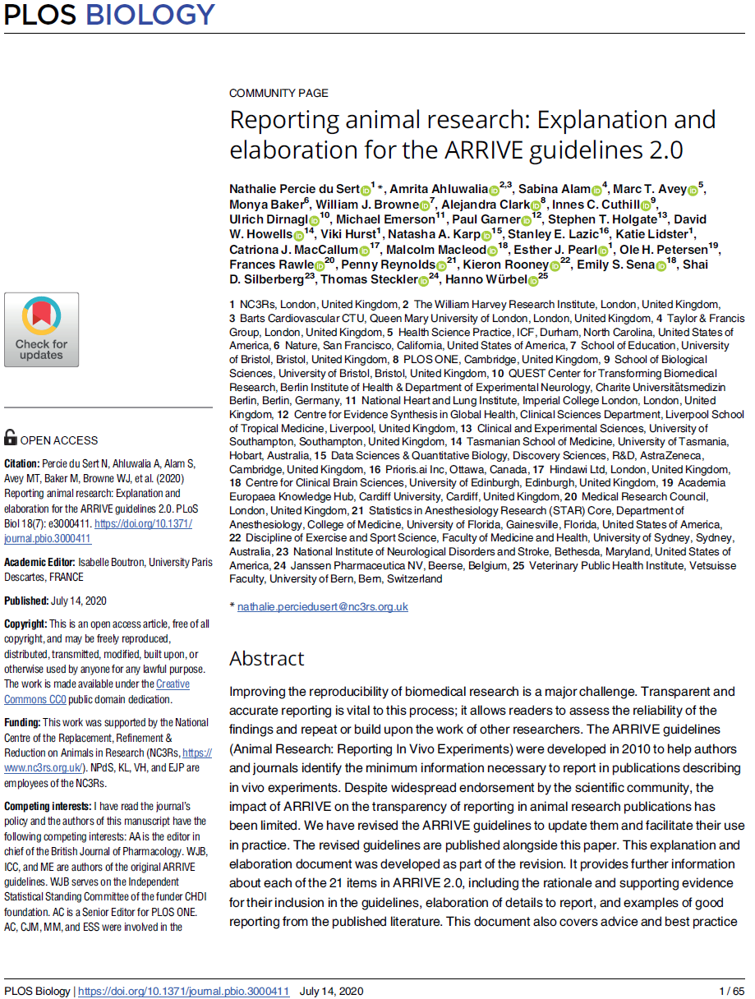 PLOS BIOLOGY
COMMUNITY PAGE
Reporting animal research: Explanation and
elaboration for the ARRIVE guidelines 2.0
Nathalie Percie du Sert1*, Amrita Ahluwalia2,3, Sabina Alam4, Marc T. Avey5,
Monya Baker6, William J. Browne7, Alejandra Clark8, Innes C. Cuthill9,
Ulrich Dirnagl10, Michael Emerson11, Paul Garner12, Stephen T. Holgate13, David
W. Howells14, Viki Hurst1, Natasha A. Karp15, Stanley E. Lazic16, Katie Lidster1,
Catriona J. MacCallum17, Malcolm Macleod18, Esther J. Pearl1, Ole H. Petersen19,
Frances Rawle20, Penny Reynolds21, Kieron Rooney22, Emily S. Sena18, Shai
D. Silberberg23, Thomas Steckler24, Hanno Würbel25
1 NC3Rs, London, United Kingdom, 2 The William Harvey Research Institute, London, United Kingdom,
3 Barts Cardiovascular CTU, Queen Mary University of London, London, United Kingdom, 4 Taylor & Francis
Group, London, United Kingdom, 5 Health Science Practice, ICF, Durham, North Carolina, United States of
America, 6 Nature, San Francisco, California, United States of America, 7 School of Education, University
of Bristol, Bristol, United Kingdom, 8 PLOS ONE, Cambridge, United Kingdom, 9 School of Biological
Sciences, University of Bristol, Bristol, United Kingdom, 10 QUEST Center for Transforming Biomedical
Research, Berlin Institute of Health & Department of Experimental Neurology, Charite Universitätsmedizin
Berlin, Berlin, Germany, 11 National Heart and Lung Institute, Imperial College London, London, United
Kingdom, 12 Centre for Evidence Synthesis in Global Health, Clinical Sciences Department, Liverpool School
of Tropical Medicine, Liverpool, United Kingdom, 13 Clinical and Experimental Sciences, University of
Southampton, Southampton, United Kingdom, 14 Tasmanian School of Medicine, University of Tasmania,
Hobart, Australia, 15 Data Sciences & Quantitative Biology, Discovery Sciences, R&D, AstraZeneca,
Cambridge, United Kingdom, 16 Prioris.ai Inc, Ottawa, Canada, 17 Hindawi Ltd, London, United Kingdom,
18 Centre for Clinical Brain Sciences, University of Edinburgh, Edinburgh, United Kingdom, 19 Academia
Europaea Knowledge Hub, Cardiff University, Cardiff, United Kingdom, 20 Medical Research Council,
London, United Kingdom, 21 Statistics in Anesthesiology Research (STAR) Core, Department of
Anesthesiology, College of Medicine, University of Florida, Gainesville, Florida, United States of America,
22 Discipline of Exercise and Sport Science, Faculty of Medicine and Health, University of Sydney, Sydney,
Australia, 23 National Institute of Neurological Disorders and Stroke, Bethesda, Maryland, United States of
America, 24 Janssen Pharmaceutica NV, Beerse, Belgium, 25 Veterinary Public Health Institute, Vetsuisse
Faculty, University of Bern, Bern, Switzerland
* nathalie.perciedusert@nc3rs.org.uk
Abstract
Improving the reproducibility of biomedical research is a major challenge. Transparent and
accurate reporting is vital to this process; it allows readers to assess the reliability of the
findings and repeat or build upon the work of other researchers. The ARRIVE guidelines
(Animal Research: Reporting In Vivo Experiments) were developed in 2010 to help authors
and journals identify the minimum information necessary to report in publications describing
in vivo experiments. Despite widespread endorsement by the scientific community, the
impact of ARRIVE on the transparency of reporting in animal research publications has
been limited. We have revised the ARRIVE guidelines to update them and facilitate their use
in practice. The revised guidelines are published alongside this paper. This explanation and
elaboration document was developed as part of the revision. It provides further information
about each of the 21 items in ARRIVE 2.0, including the rationale and supporting evidence
for their inclusion in the guidelines, elaboration of details to report, and examples of good
reporting from the published literature. This document also covers advice and best practice
Check for
updates
OPEN ACCESS
Citation: Percie du Sert N, Ahluwalia A, Alam S,
Avey MT, Baker M, Browne WJ, et al. (2020)
Reporting animal research: Explanation and
elaboration for the ARRIVE guidelines 2.0. PLoS
Biol 18(7): e3000411. https://doi.org/10.1371/
journal.pbio.3000411
Academic Editor: Isabelle Boutron, University Paris
Descartes, FRANCE
Published: July 14, 2020
Copyright: This is an open access article, free of all
copyright, and may be freely reproduced,
distributed, transmitted, modified, built upon, or
otherwise used by anyone for any lawful purpose.
The work is made available under the Creative
Commons CC0 public domain dedication.
Funding: This work was supported by the National
Centre of the Replacement, Refinement &
Reduction on Animals in Research (NC3Rs, https://
www.nc3rs.org.uk/). NPdS, KL, VH, and EJP are
employees of the NC3Rs.
Competing interests: I have read the journal's
policy and the authors of this manuscript have the
following competing interests: AA is the editor in
chief of the British Journal of Pharmacology. WJB,
ICC, and ME are authors of the original ARRIVE
guidelines. WJB serves on the Independent
Statistical Standing Committee of the funder CHDI
foundation. AC is a Senior Editor for PLOS ONE.
AC, CJM, MM, and ESS were involved in the
PLOS Biology | https://doi.org/10.1371/journal.pbio.3000411 July 14, 2020
1 / 65